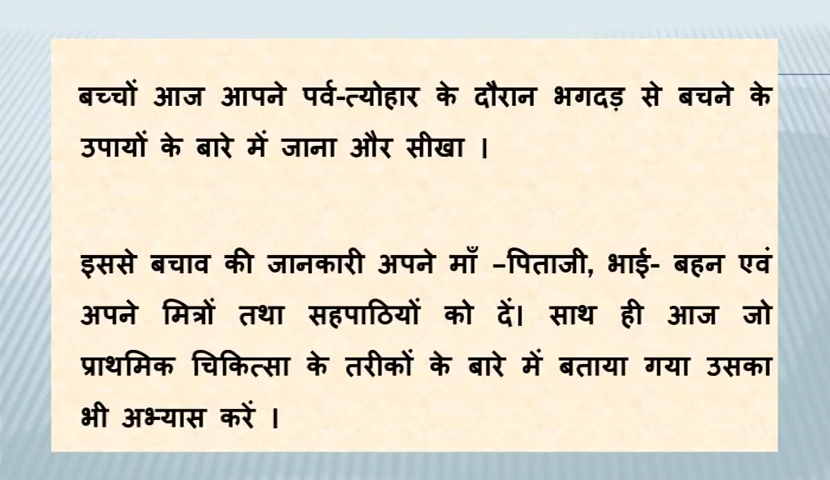 बच्चों आज आपने पर्व-त्योहार के दौरान भगदड़ से बचने के
उपायों के बारे में जाना और सीखा ।
इससे बचाव की जानकारी अपने माँ –पिताजी, भाई- बहन एवं
अपने मित्रों तथा सहपाठियों को दें। साथ ही आज जो
प्राथमिक चिकित्सा के तरीकों के बारे में बताया गया उसका
भी अभ्यास करें ।